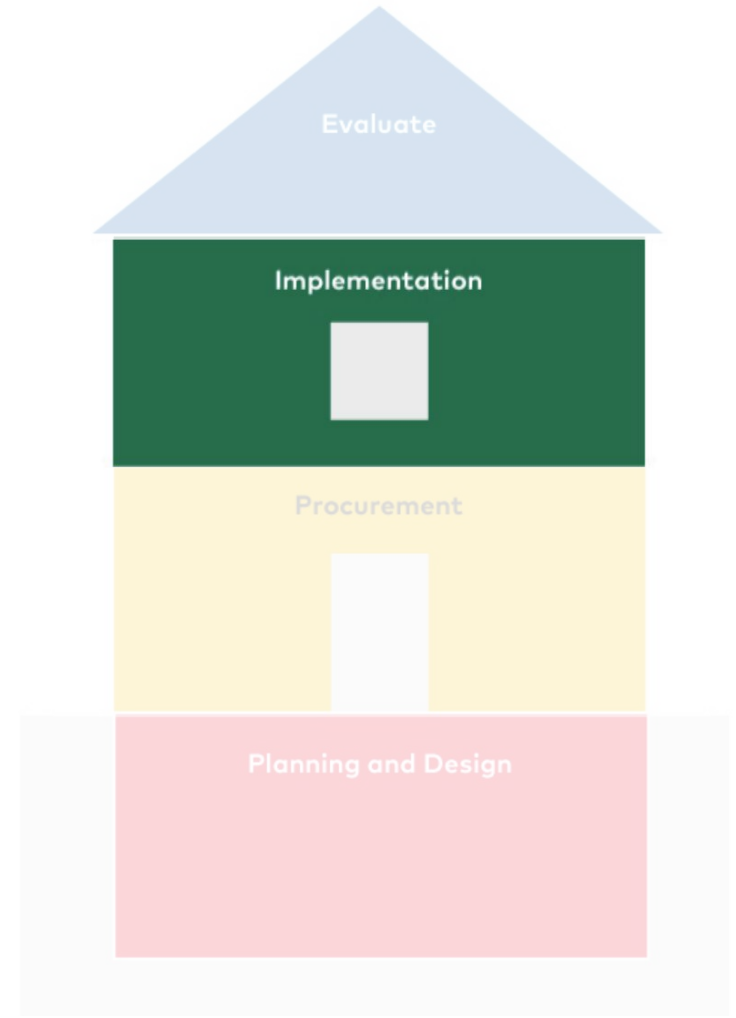 Evaluate
Implementation
Procurement
Planning and Design